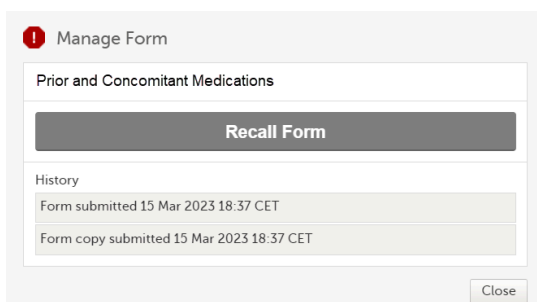 Manage Form
Prior and Concomitant Medications
Recall Form
History
Form submitted 15 Mar 2023 18:37 CET
Form copy submitted 15 Mar 2023 18:37 CET
Close